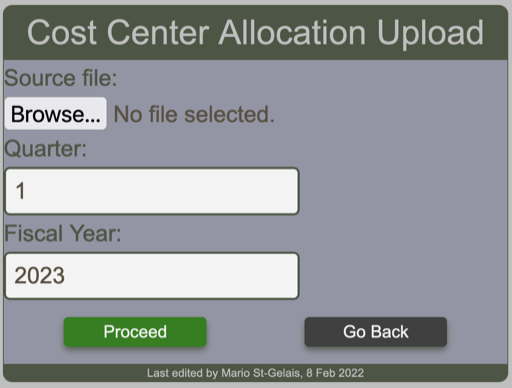 Cost Center Allocation Upload
Source file:
Browse... No file selected.
Quarter:
1
Fiscal Year:
2023
Proceed Go Back
Last edited by Mario St-Gelais, 8 Feb 2022